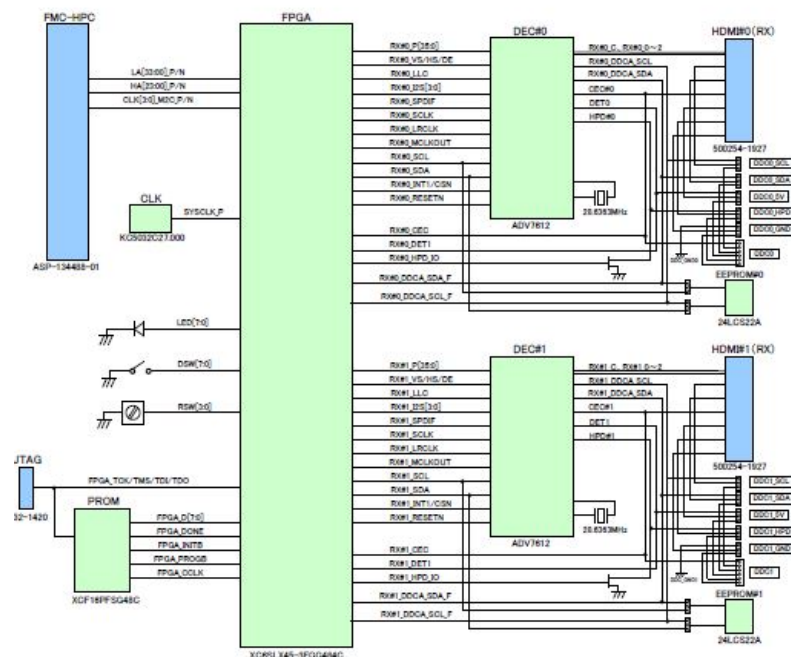 FMC-HPC
LA[33:00]_P/N
HA[23:00]_P/N
CLK[3:0]_M2C_P/N
ASP-134488-01
CLK
SYSCLK_P
KC5032C27.000
LED[7:0]
DSW[7:0]
RSW[3:0]
JTAG
FPGA_TCK/TMS/TDI/TDO
32-1420
PROM
FPGA_D[7:0]
FPGA_DONE
FPGA_INITB
FPGA_PROGB
FPGA_CCLK
XCF16PFSG48C
FPGA
XC6SLX45-3FGG484C
RX#0_P[35:0]
RX#0_VS/HS/DE
RX#0_LLC
RX#0_I2S[3:0]
RX#0_SPDIF
RX#0_SCLK
RX#0_LRCLK
RX#0_MCLKOUT
RX#0_SCL
RX#0_SDA
RX#0_INT1/CSN
RX#0_RESETN
RX#0_CEC
RX#0_DET1
RX#0_HPD_IO
RX#0_DDCA_SDA_F
RX#0_DDCA_SCL_F
DEC#0
ADV7612
28.6363MHz
RX#0_C, RX#0_0~2
RX#0_DDCA_SCL
RX#0_DDCA_SDA
CEC#0
DET0
HPD#0
HDMI#0(RX)
500254-1927
DDC0_SCL
DDC0_SDA
DDC0_5V
DDC0_HPD
DDC0_GND
DDC0
DDC_GND0
EEPROM#0
24LCS22A
RX#1_P[35:0]
RX#1_VS/HS/DE
RX#1_LLC
RX#1_I2S[3:0]
RX#1_SPDIF
RX#1_SCLK
RX#1_LRCLK
RX#1_MCLKOUT
RX#1_SCL
RX#1_SDA
RX#1_INT1/CSN
RX#1_RESETN
RX#1_CEC
RX#1_DET1
RX#1_HPD_IO
RX#1_DDCA_SDA_F
RX#1_DDCA_SCL_F
DEC#1
ADV7612
28.6363MHz
RX#1_C, RX#1_0~2
RX#1_DDCA_SCL
RX#1_DDCA_SDA
CEC#1
DET1
HPD#1
HDMI#1(RX)
500254-1927
DDC1_SCL
DDC1_SDA
DDC1_5V
DDC1_HPD
DDC1_GND
DDC1
DDC_GND1
EEPROM#1
24LCS22A